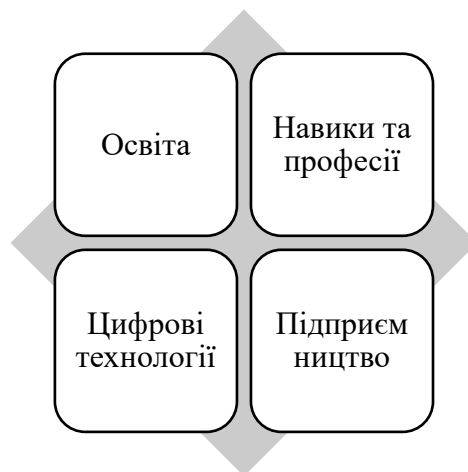 Освіта
Навики та
професії
Цифрові
технології
Підприєм
ництво